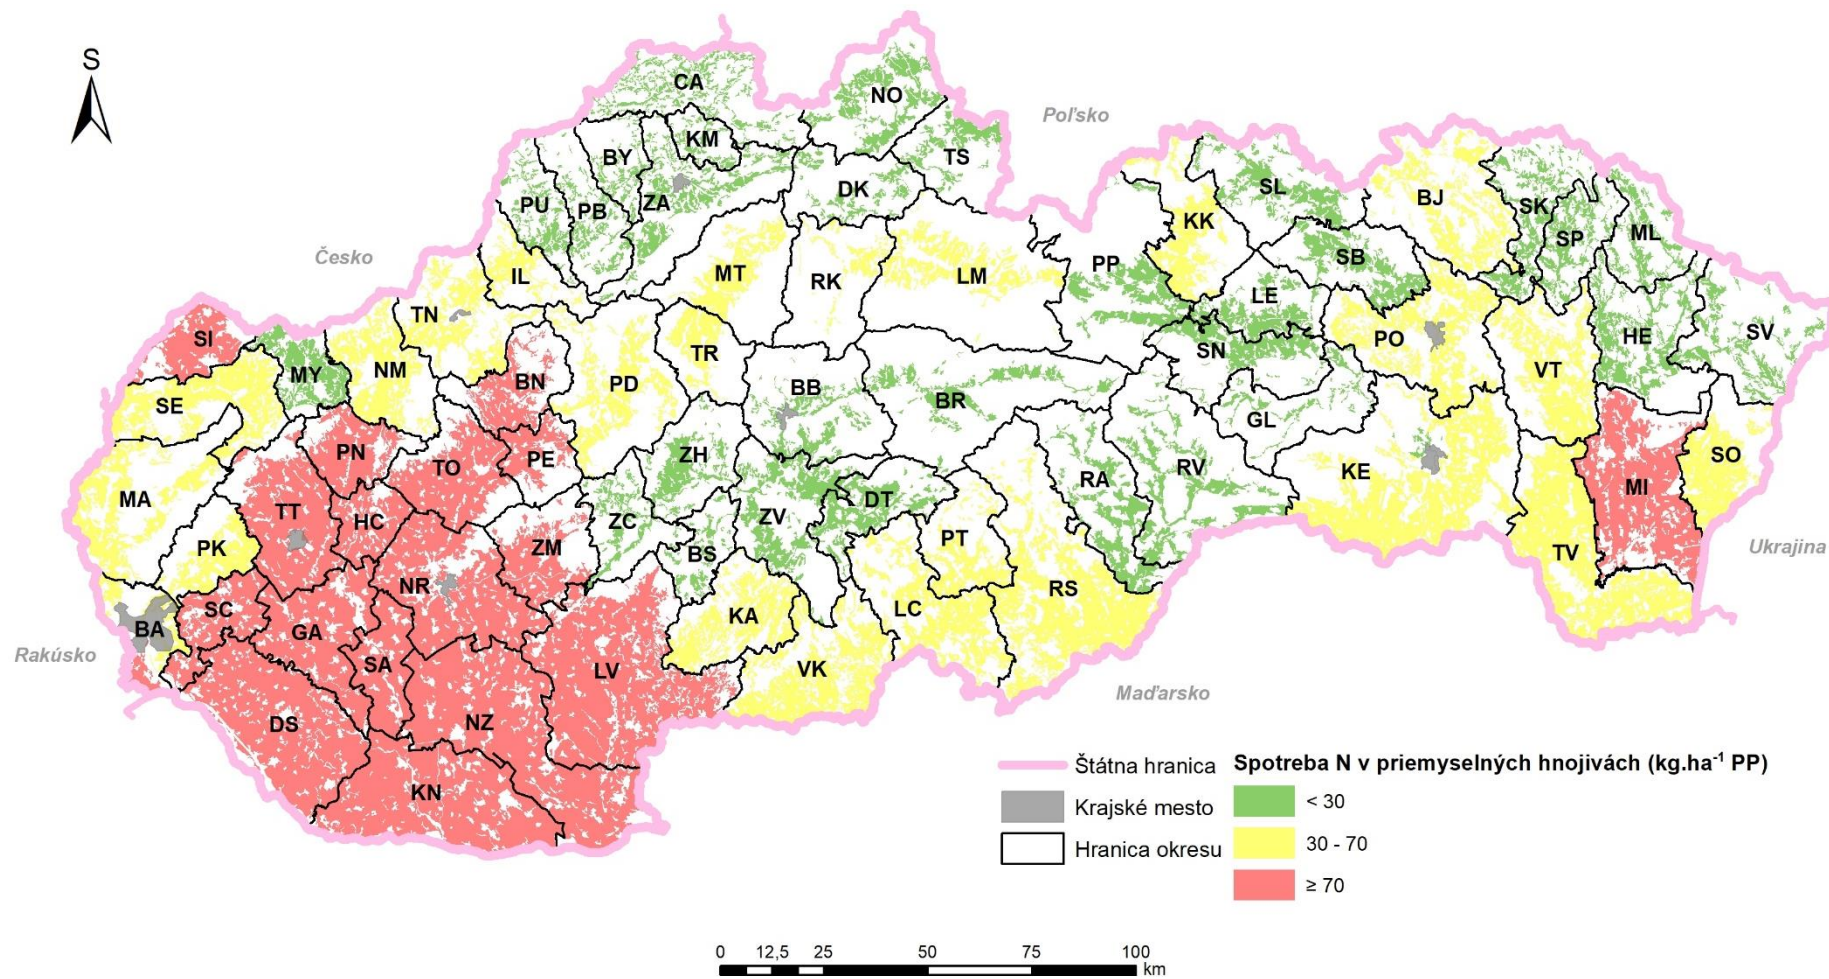 S
CA
NO
Poľsko
KM
BY
TS
DK
SL
BJ
PU
PB
ZA
KK
SK
SP
ML
Česko
IL
MT
RK
LM
PP
SB
LE
TN
SI
MY
NM
BN
PD
TR
BB
BR
SN
PO
VT
HE
SV
SE
GL
PN
TO
PE
ZH
MA
TT
HC
ZC
ZV
DT
RA
RV
KE
MI
SO
PK
ZM
BS
PT
TV
Ukrajina
NR
RS
SC
GA
KA
LC
BA
Rakúsko
SA
LV
VK
Maďarsko
DS
NZ
KN
Štátna hranica
Krajské mesto
Hranica okresu
Spotreba N v priemyselných hnojivách (kg.ha⁻¹ PP)
< 30
30 - 70
≥ 70
0 12,5 25 50 75 100
km